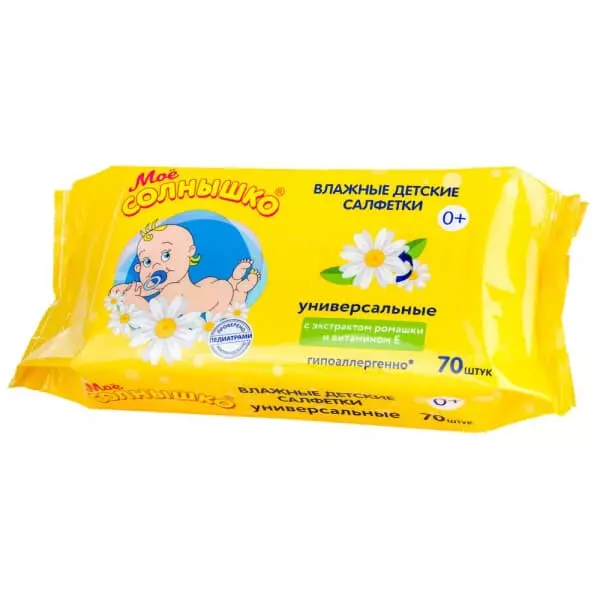 Моё
СОЛНЫШКО®
ВЛАЖНЫЕ ДЕТСКИЕ
САЛФЕТКИ
0+
универсальные
с экстрактом ромашки
и витамином Е
гипоаллергенно*
70 штук
ПРОВЕРЕНО
ПЕДИАТРАМИ
Моё
СОЛНЫШКО®
ВЛАЖНЫЕ ДЕТСКИЕ
САЛФЕТКИ
универсальные
0+
70 штук